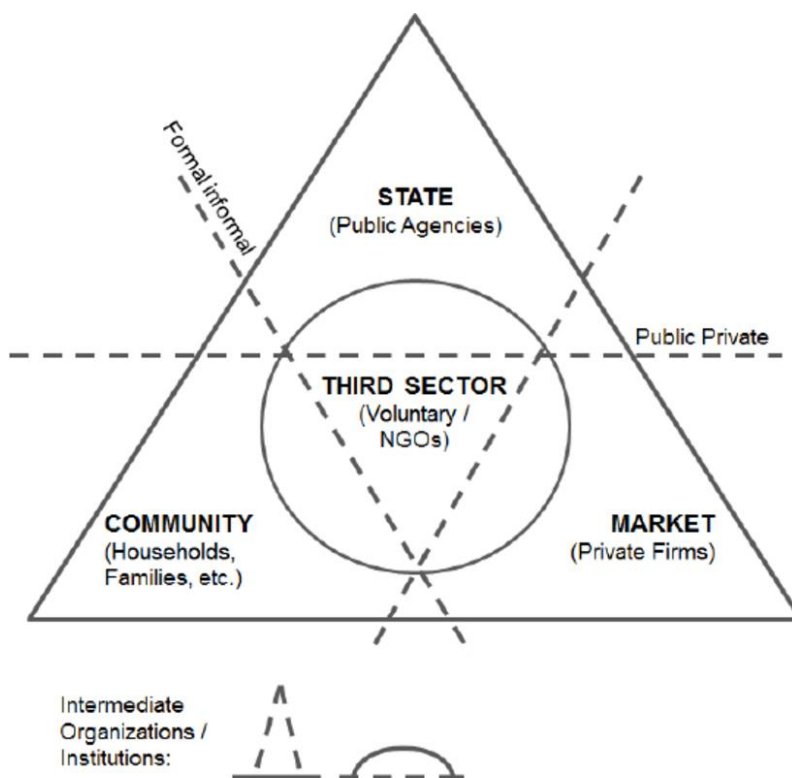 Formal informal
STATE
(Public Agencies)
Public Private
THIRD SECTOR
(Voluntary /
NGOs)
COMMUNITY
(Households,
Families, etc.)
MARKET
(Private Firms)
Intermediate
Organizations /
Institutions: